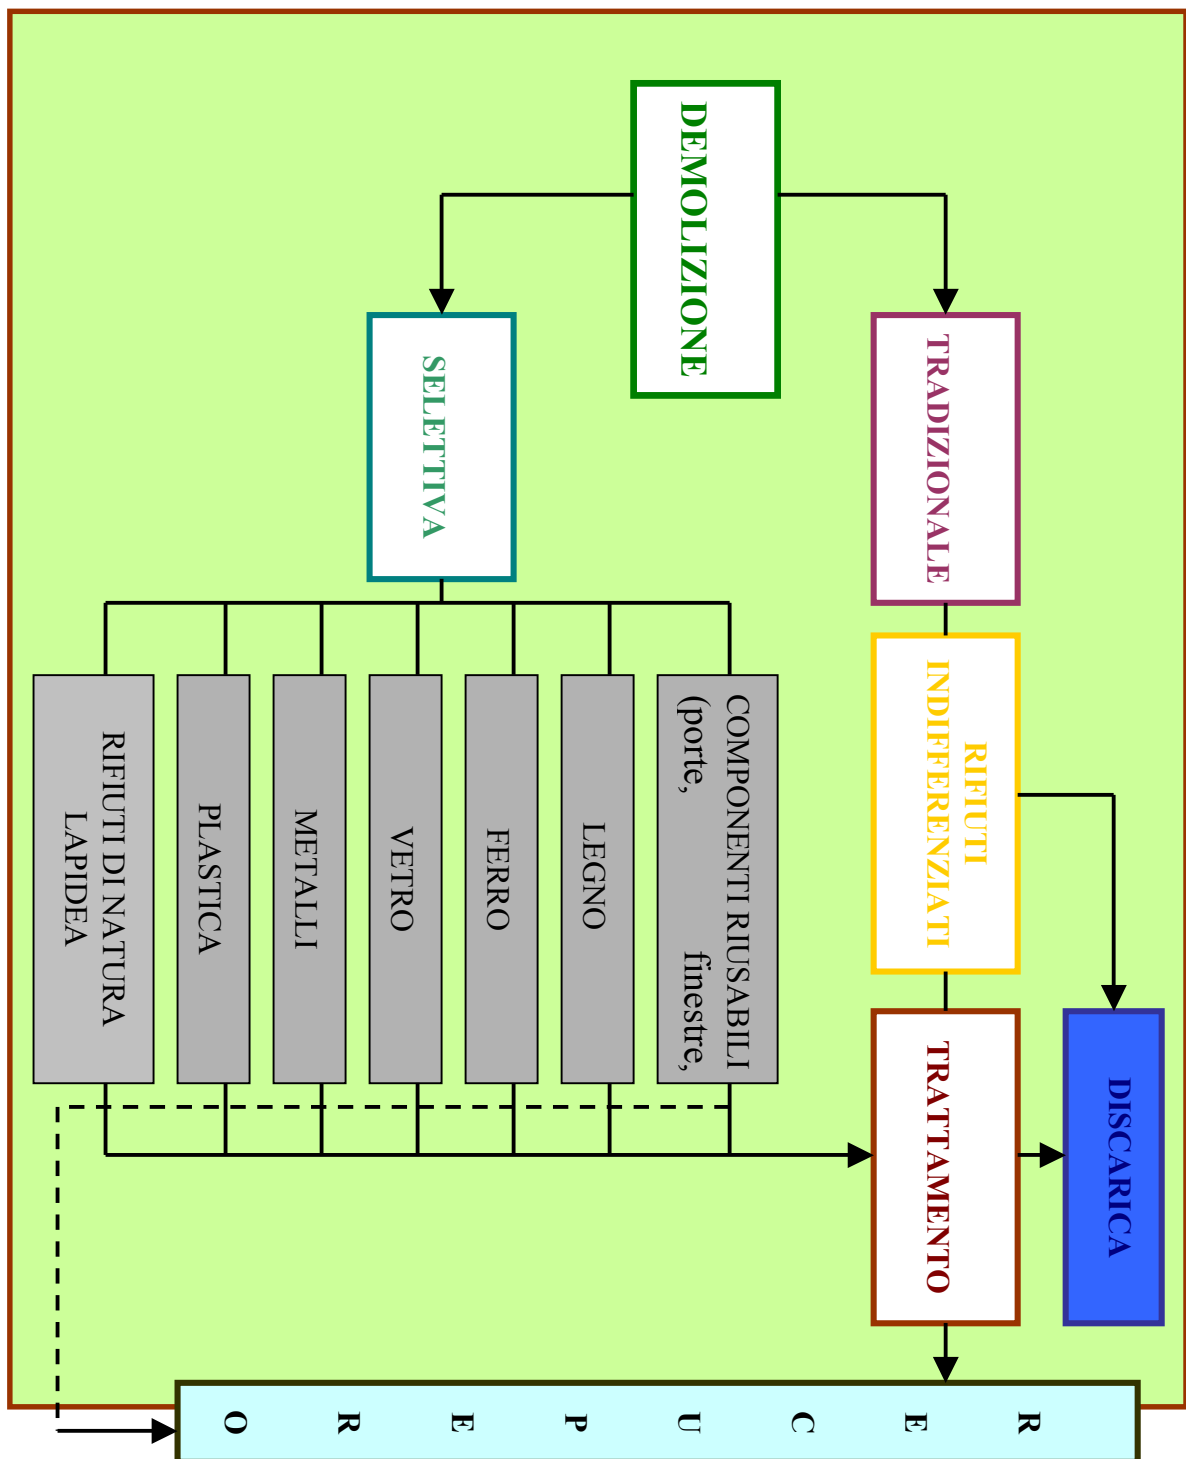 DEMOLIZIONE
TRADIZIONALE
SELETTIVA
RIFIUTI
INDIFFERENZIATI
DISCARICA
TRATTAMENTO
COMPONENTI RIUSABILI
(porte, finestre,
LEGNO
FERRO
VETRO
METALLI
PLASTICA
RIFIUTI DI NATURA
LAPIDEA
R E C U P E R O